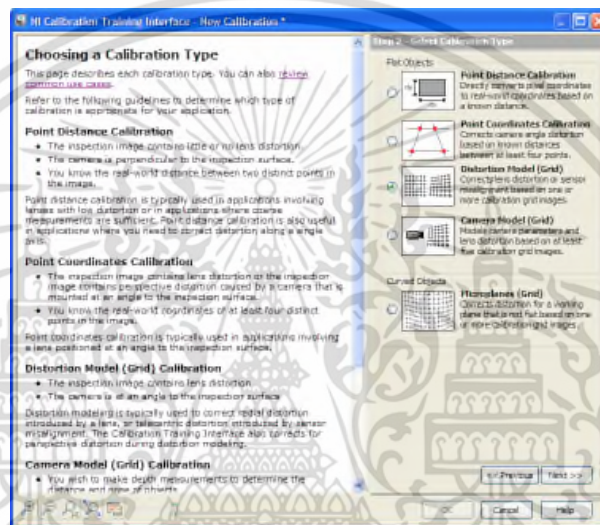 NI Calibration Training Interface - New Calibration *
Choosing a Calibration Type
This page describes each calibration type. You can also review
common use cases.
Refer to the following guidelines to determine which type of
calibration is appropriate for your application.
Point Distance Calibration
• The inspection image contains little or no lens distortion.
• The camera is perpendicular to the inspection surface.
• You know the real-world distance between two distinct points in
the image.
Point distance calibration is typically used in applications involving
lenses with low distortion or in applications where coarse
measurements are sufficient. Point distance calibration is also useful
in applications where you need to correct distortion along a single
axis.
Point Coordinates Calibration
• The inspection image contains lens distortion or the inspection
image contains perspective distortion caused by a camera that is
mounted at an angle to the inspection surface.
• You know the real-world coordinates of at least four distinct
points in the image.
Point coordinates calibration is typically used in applications involving
a lens positioned at an angle to the inspection surface.
Distortion Model (Grid) Calibration
• The inspection image contains lens distortion
• The camera is at an angle to the inspection surface
Distortion modeling is typically used to correct radial distortion
introduced by a lens, or telecentric distortion introduced by sensor
misalignment. The Calibration Training Interface also corrects for
perspective distortion during distortion modeling.
Camera Model (Grid) Calibration
• You wish to make depth measurements to determine the
distance and pose of objects
Step 2 - Select Calibration Type
Flat Objects
Point Distance Calibration
Directly converts pixel coordinates
to real-world coordinates based on
a known distance.
Point Coordinates Calibration
Corrects camera angle distortion
based on known distances
between at least four points.
Distortion Model (Grid)
Corrects lens distortion or sensor
misalignment based on one or
more calibration grid images.
Camera Model (Grid)
Models camera parameters and
lens distortion based on at least
five calibration grid images.
Curved Objects
Microplanes (Grid)
Corrects distortion for a working
plane that is not flat based on one
or more calibration grid images.
<< Previous
Next >>
OK
Cancel
Help